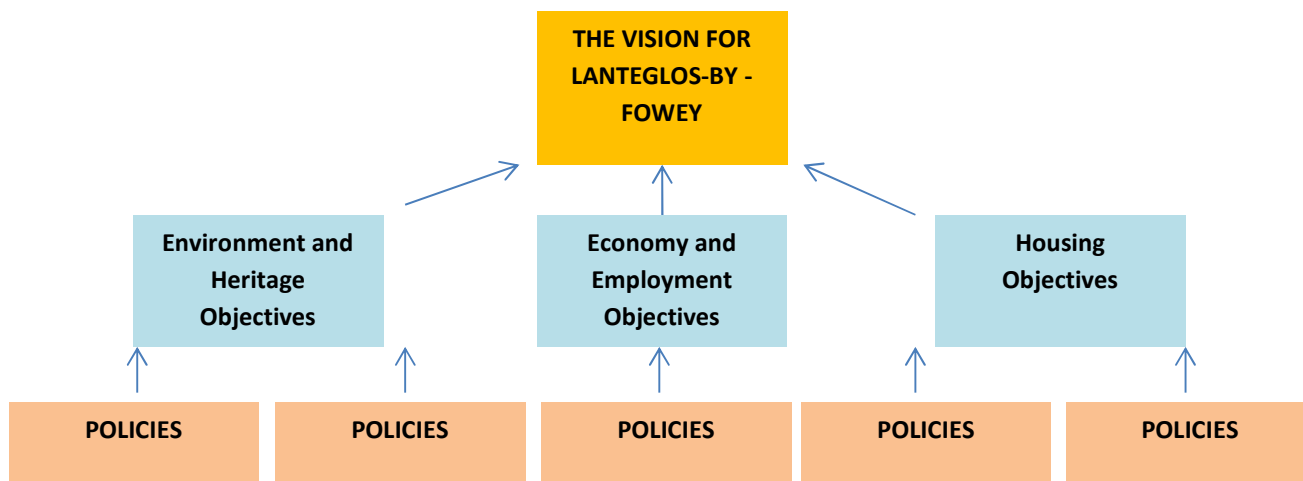 THE VISION FOR
LANTEGLOS-BY -
FOWEY
Environment and
Heritage
Objectives
Economy and
Employment
Objectives
Housing
Objectives
POLICIES
POLICIES
POLICIES
POLICIES
POLICIES